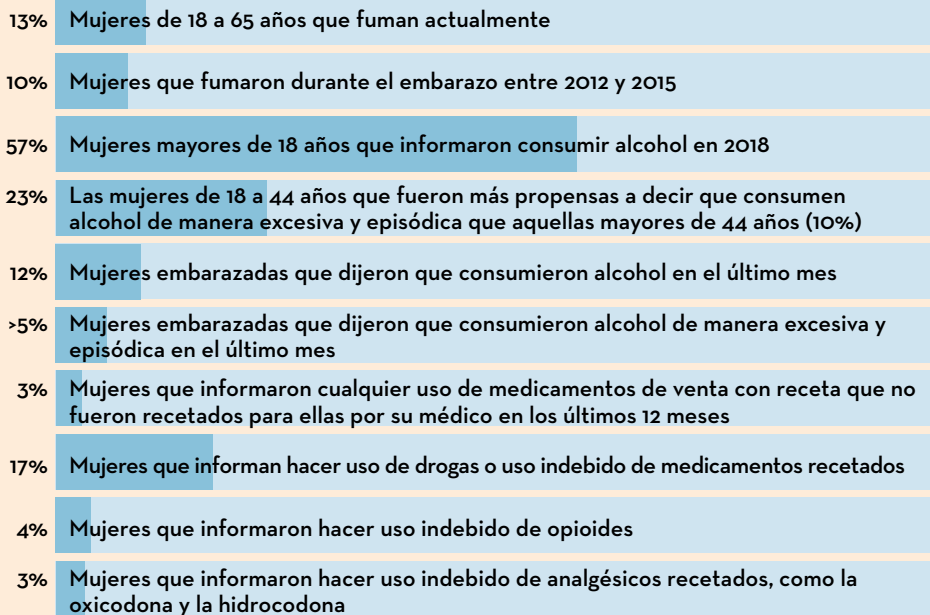 13% Mujeres de 18 a 65 años que fuman actualmente
10% Mujeres que fumaron durante el embarazo entre 2012 y 2015
57% Mujeres mayores de 18 años que informaron consumir alcohol en 2018
23% Las mujeres de 18 a 44 años que fueron más propensas a decir que consumen
alcohol de manera excesiva y episódica que aquellas mayores de 44 años (10%)
12% Mujeres embarazadas que dijeron que consumieron alcohol en el último mes
>5% Mujeres embarazadas que dijeron que consumieron alcohol de manera excesiva y
episódica en el último mes
3% Mujeres que informaron cualquier uso de medicamentos de venta con receta que no
fueron recetados para ellas por su médico en los últimos 12 meses
17% Mujeres que informan hacer uso de drogas o uso indebido de medicamentos recetados
4% Mujeres que informaron hacer uso indebido de opioides
3% Mujeres que informaron hacer uso indebido de analgésicos recetados, como la
oxicodona y la hidrocodona